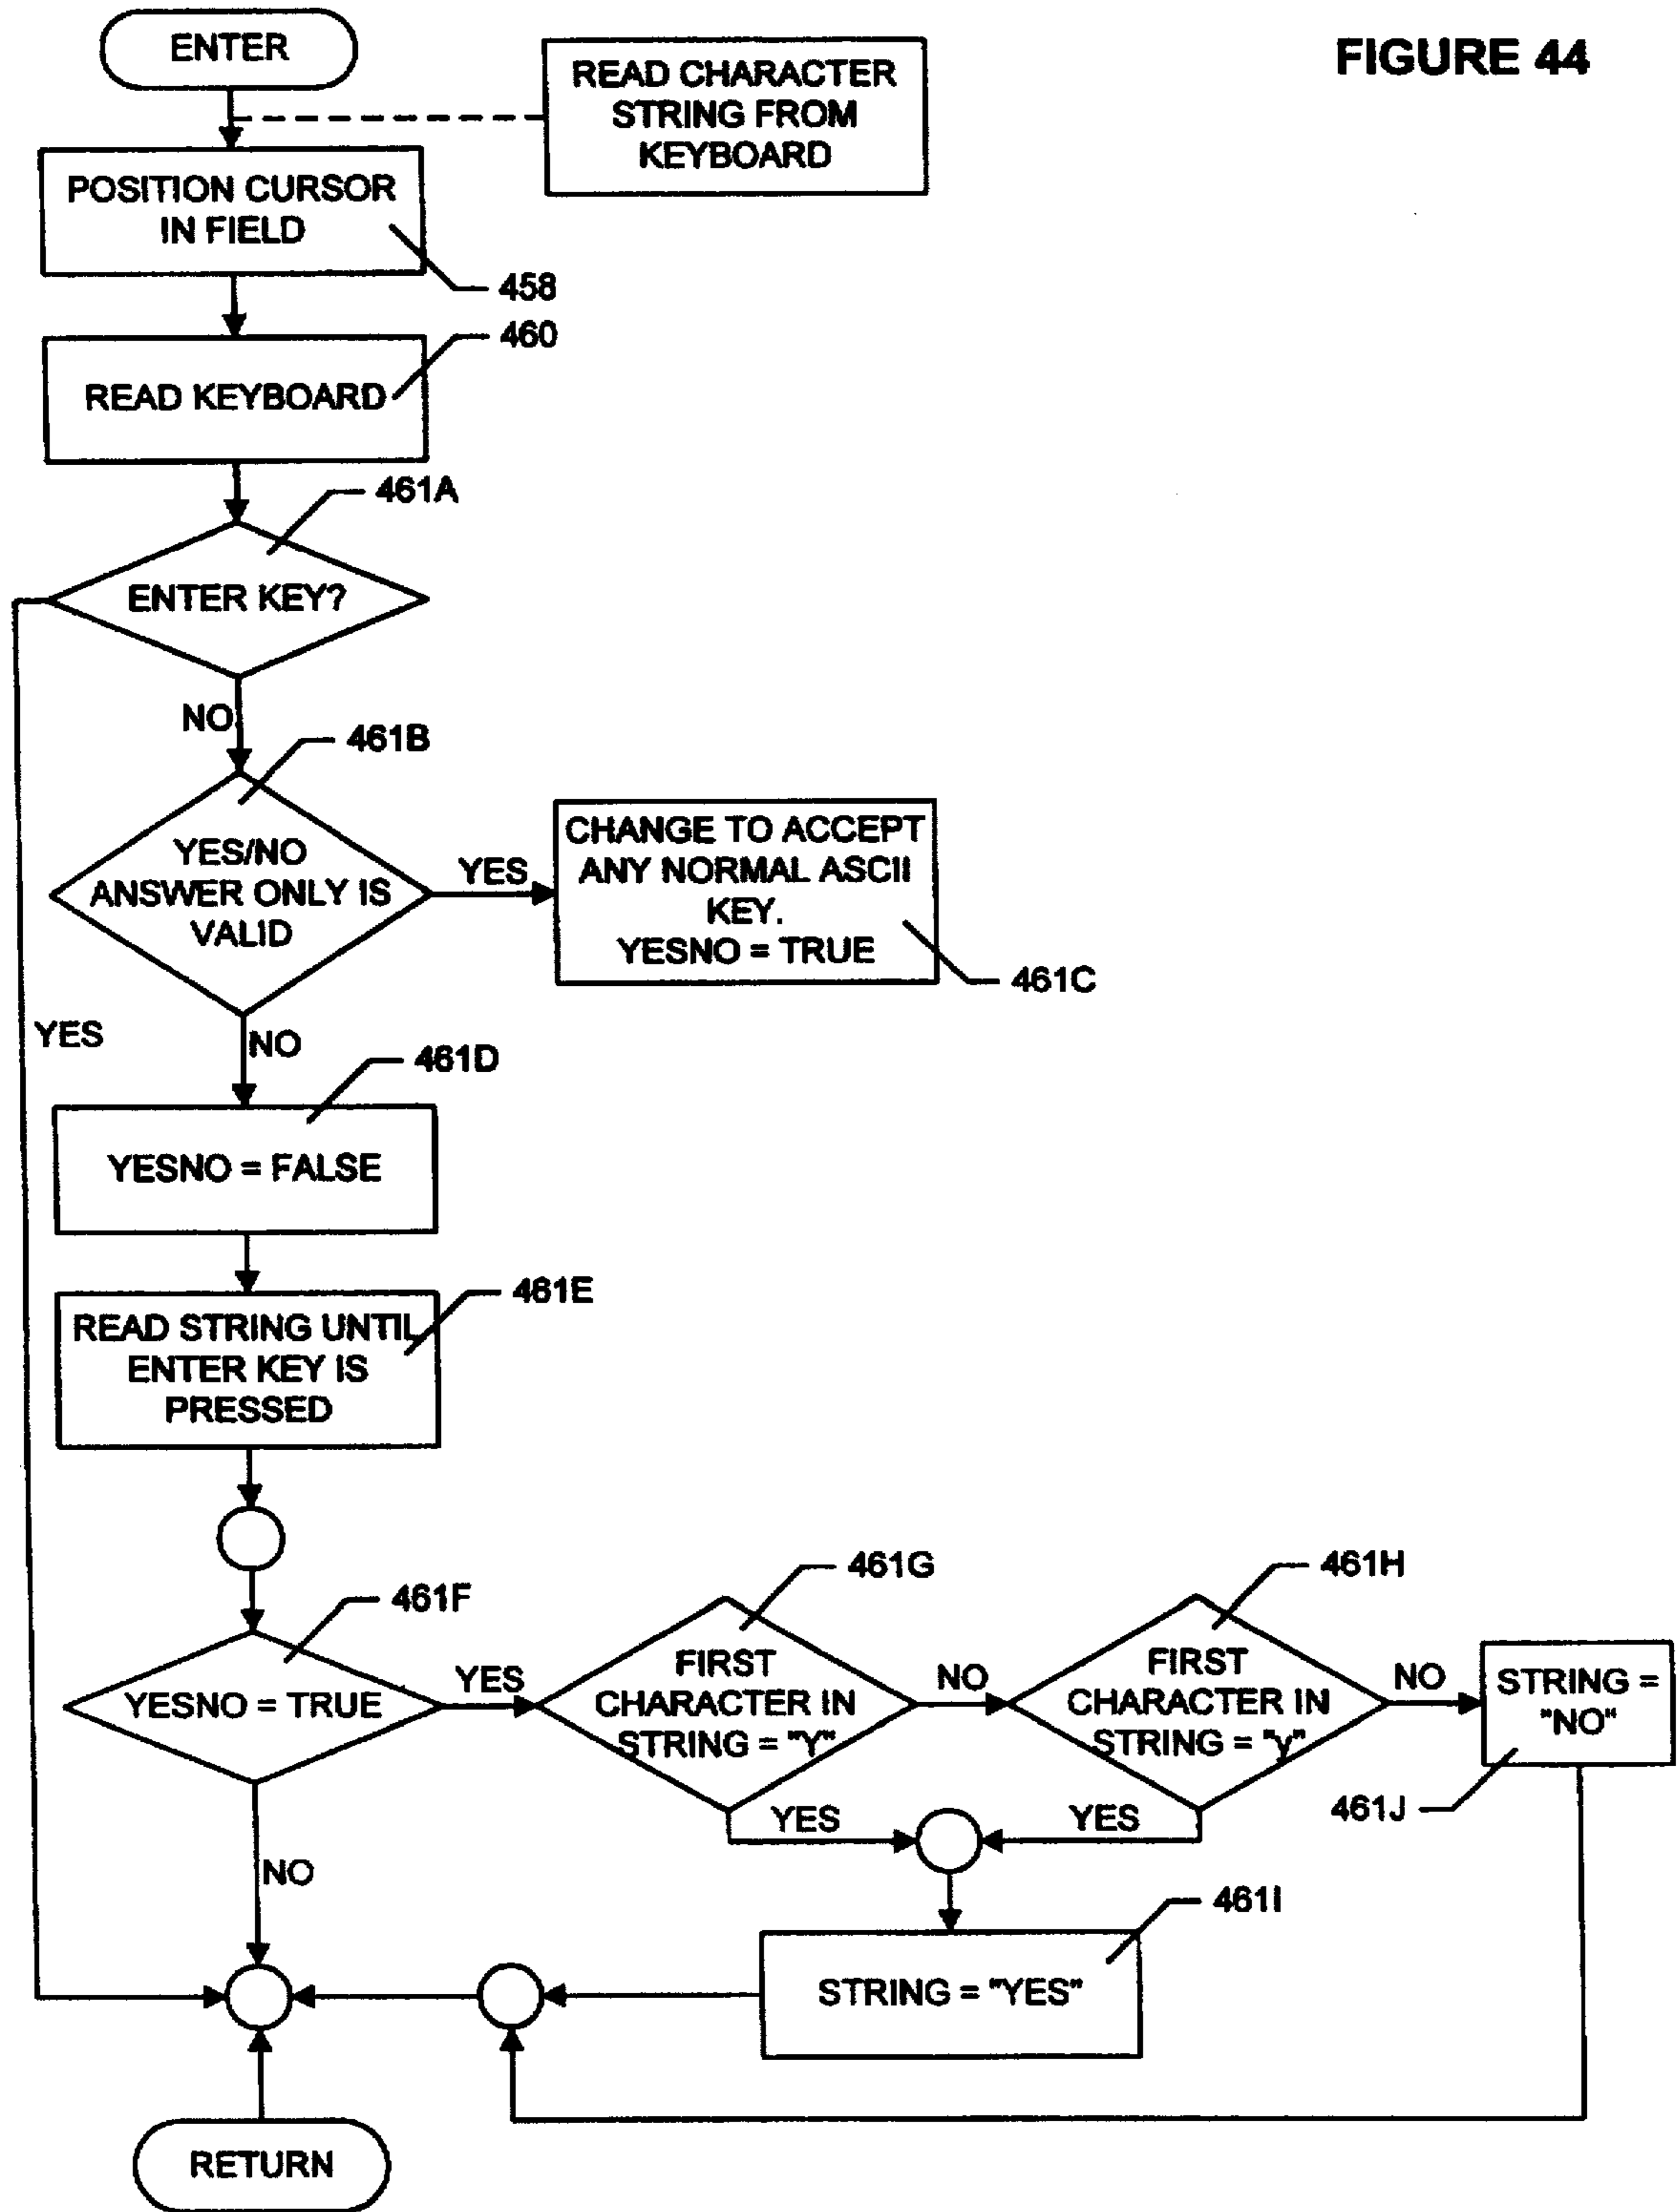 FIGURE 44
ENTER
READ CHARACTER
STRING FROM
KEYBOARD
POSITION CURSOR
IN FIELD
458
460
READ KEYBOARD
461A
ENTER KEY?
NO
461B
YES/NO
ANSWER ONLY IS
VALID
YES
CHANGE TO ACCEPT
ANY NORMAL ASCII
KEY.
YESNO = TRUE
461C
YES
NO
461D
YESNO = FALSE
461E
READ STRING UNTIL
ENTER KEY IS
PRESSED
461F
YESNO = TRUE
YES
461G
FIRST
CHARACTER IN
STRING = "Y"
NO
461H
FIRST
CHARACTER IN
STRING = "y"
NO
STRING =
"NO"
461J
YES
YES
NO
461I
STRING = "YES"
RETURN